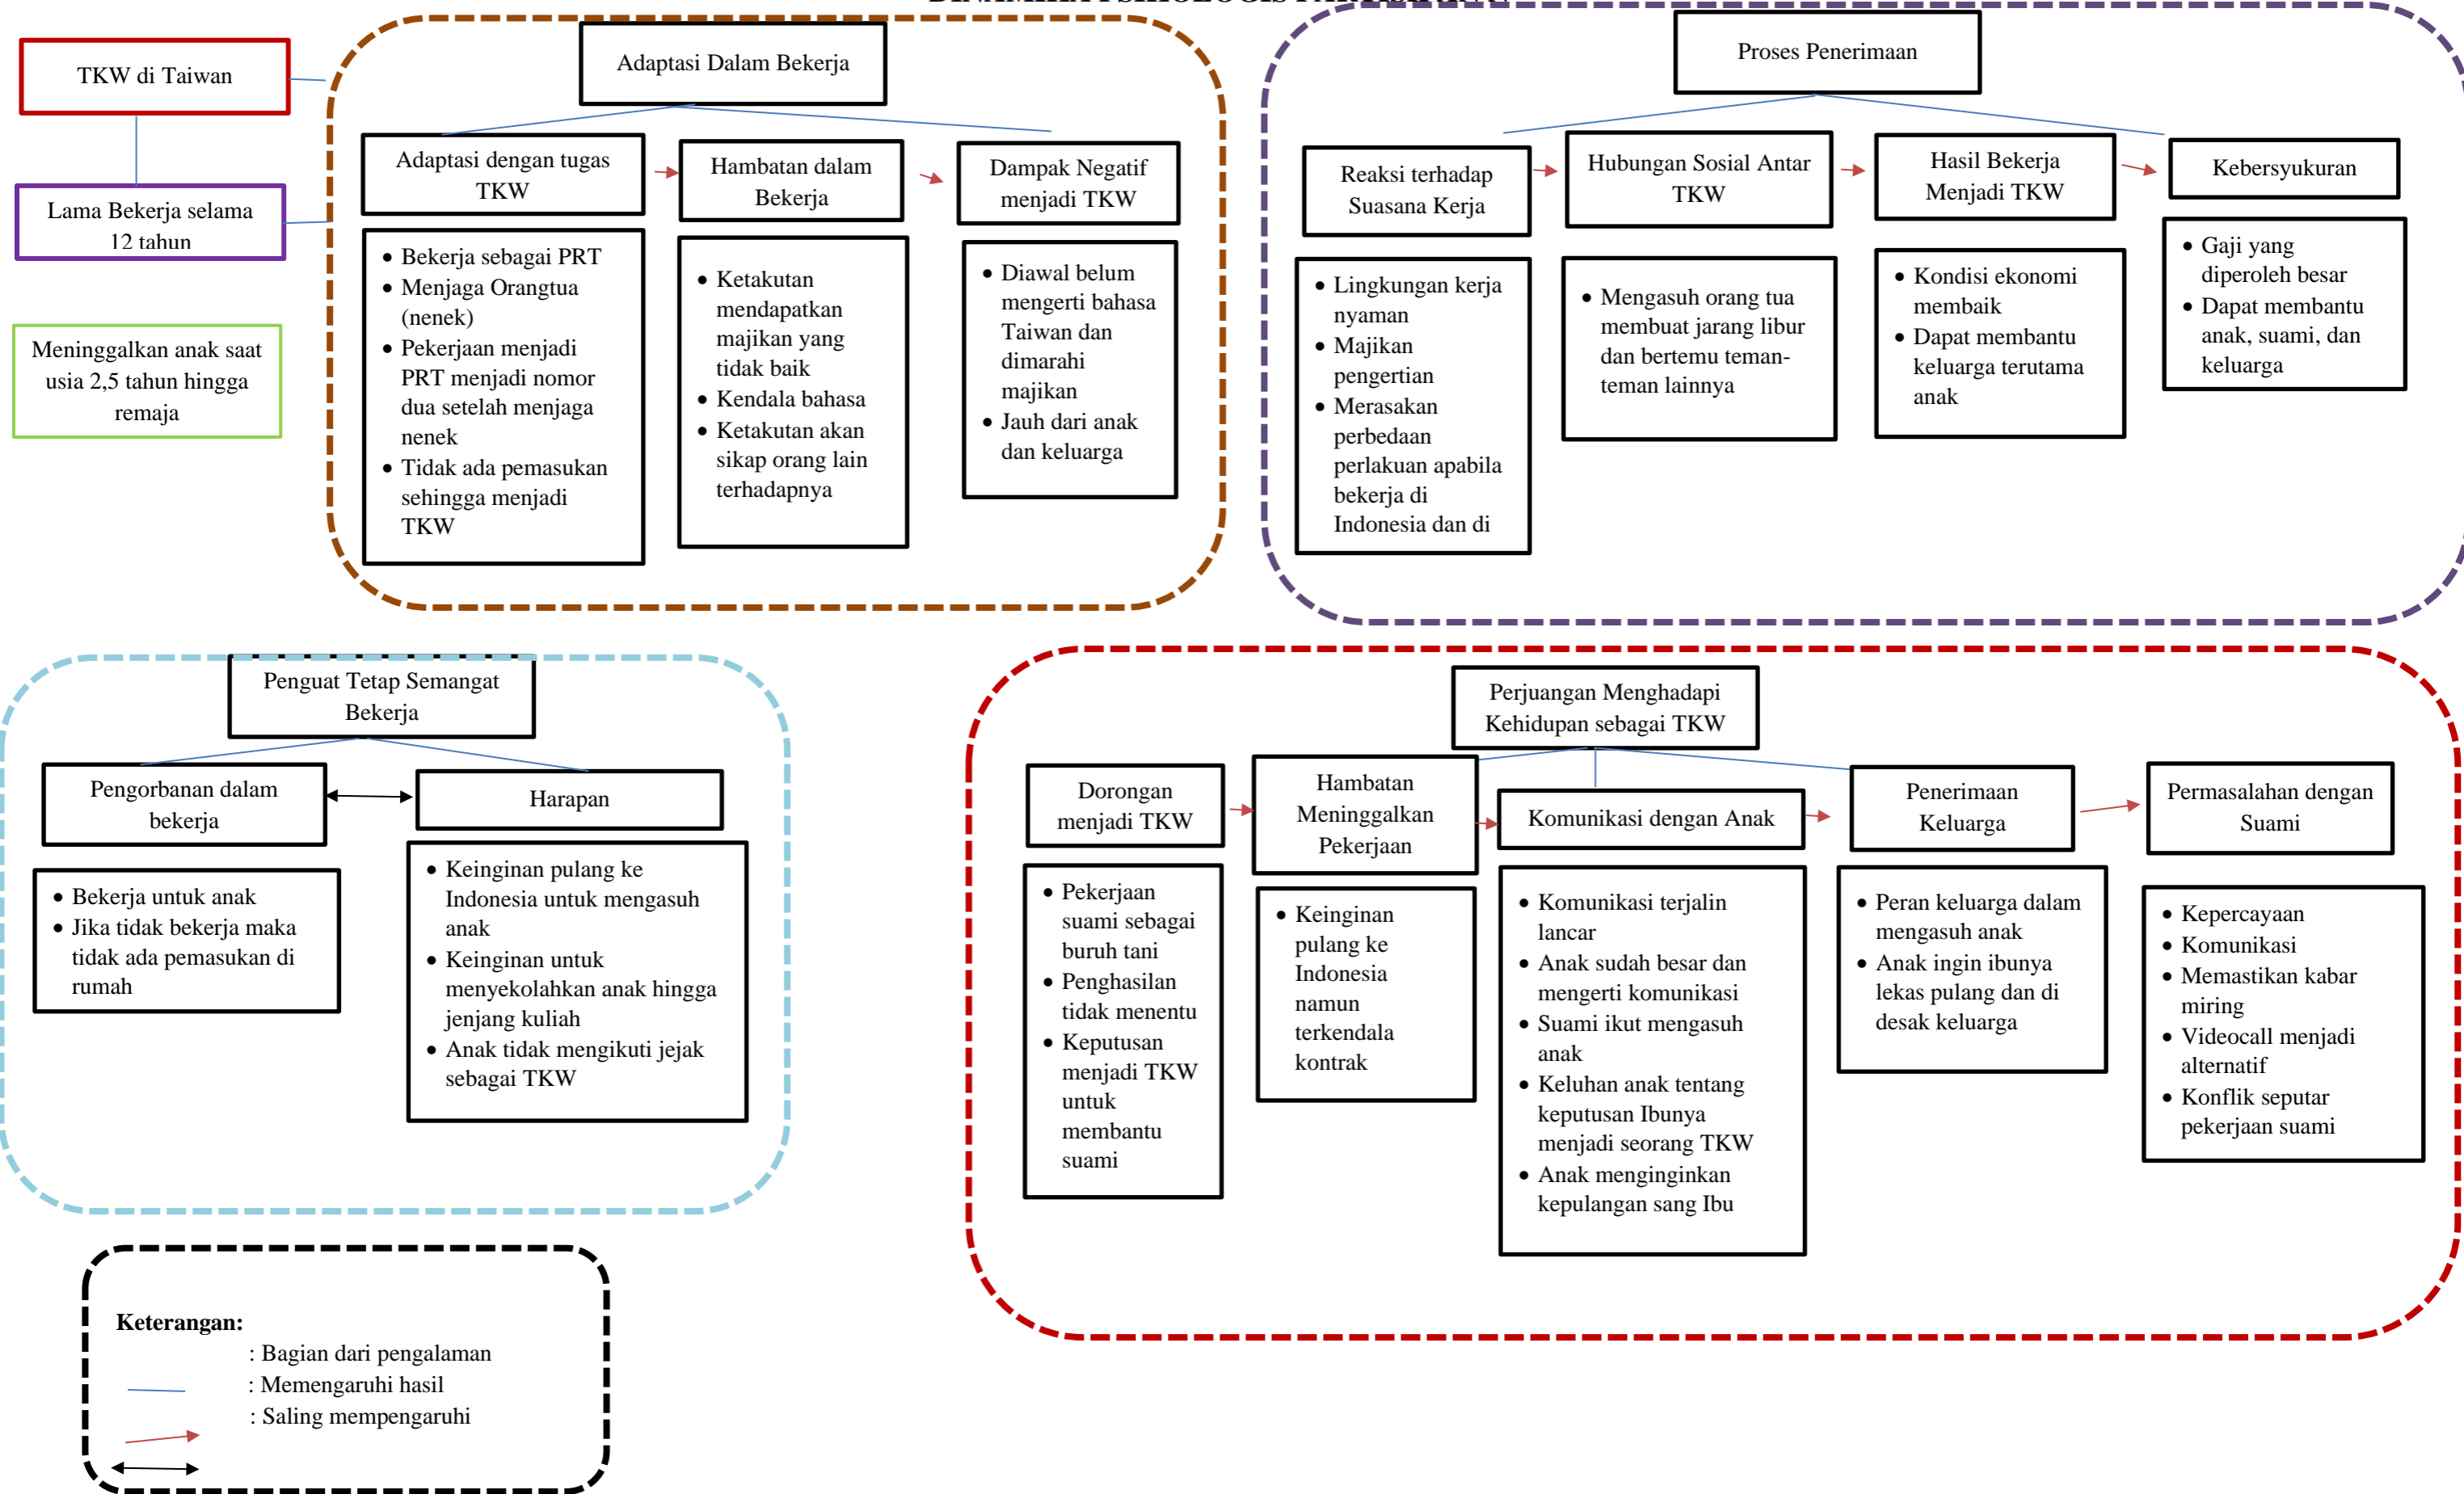 TKW di Taiwan
Lama Bekerja selama
12 tahun
Meninggalkan anak saat
usia 2,5 tahun hingga
remaja
Adaptasi Dalam Bekerja
Adaptasi dengan tugas
TKW
• Bekerja sebagai PRT
• Menjaga Orangtua
(nenek)
• Pekerjaan menjadi
PRT menjadi nomor
dua setelah menjaga
nenek
• Tidak ada pemasukan
sehingga menjadi
TKW
Hambatan dalam
Bekerja
• Ketakutan
mendapatkan
majikan yang
tidak baik
• Kendala bahasa
• Ketakutan akan
sikap orang lain
terhadapnya
Dampak Negatif
menjadi TKW
• Diawal belum
mengerti bahasa
Taiwan dan
dimarahi
majikan
• Jauh dari anak
dan keluarga
Proses Penerimaan
Reaksi terhadap
Suasana Kerja
• Lingkungan kerja
nyaman
• Majikan
pengertian
• Merasakan
perbedaan
perlakuan apabila
bekerja di
Indonesia dan di
Hubungan Sosial Antar
TKW
• Mengasuh orang tua
membuat jarang libur
dan bertemu teman-
teman lainnya
Hasil Bekerja
Menjadi TKW
• Kondisi ekonomi
membaik
• Dapat membantu
keluarga terutama
anak
Kebersyukuran
• Gaji yang
diperoleh besar
• Dapat membantu
anak, suami, dan
keluarga
Penguat Tetap Semangat
Bekerja
Pengorbanan dalam
bekerja
• Bekerja untuk anak
• Jika tidak bekerja maka
tidak ada pemasukan di
rumah
Harapan
• Keinginan pulang ke
Indonesia untuk mengasuh
anak
• Keinginan untuk
menyekolahkan anak hingga
jenjang kuliah
• Anak tidak mengikuti jejak
sebagai TKW
Perjuangan Menghadapi
Kehidupan sebagai TKW
Dorongan
menjadi TKW
• Pekerjaan
suami sebagai
buruh tani
• Penghasilan
tidak menentu
• Keputusan
menjadi TKW
untuk
membantu
suami
Hambatan
Meninggalkan
Pekerjaan
• Keinginan
pulang ke
Indonesia
namun
terkendala
kontrak
Komunikasi dengan Anak
• Komunikasi terjalin
lancar
• Anak sudah besar dan
mengerti komunikasi
• Suami ikut mengasuh
anak
• Keluhan anak tentang
keputusan Ibunya
menjadi seorang TKW
• Anak menginginkan
kepulangan sang Ibu
Penerimaan
Keluarga
• Peran keluarga dalam
mengasuh anak
• Anak ingin ibunya
lekas pulang dan di
desak keluarga
Permasalahan dengan
Suami
• Kepercayaan
• Komunikasi
• Memastikan kabar
miring
• Videocall menjadi
alternatif
• Konflik seputar
pekerjaan suami
Keterangan:
: Bagian dari pengalaman
: Memengaruhi hasil
: Saling mempengaruhi